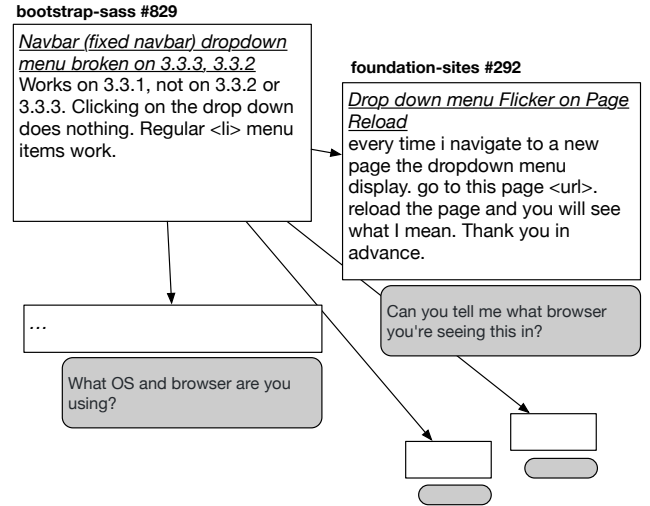 bootstrap-sass #829
Navbar (fixed navbar) dropdown
menu broken on 3.3.3, 3.3.2
Works on 3.3.1, not on 3.3.2 or
3.3.3. Clicking on the drop down
does nothing. Regular <li> menu
items work.
foundation-sites #292
Drop down menu Flicker on Page
Reload
every time i navigate to a new
page the dropdown menu
display. go to this page <url>.
reload the page and you will see
what I mean. Thank you in
advance.
Can you tell me what browser
you're seeing this in?
...
What OS and browser are you
using?